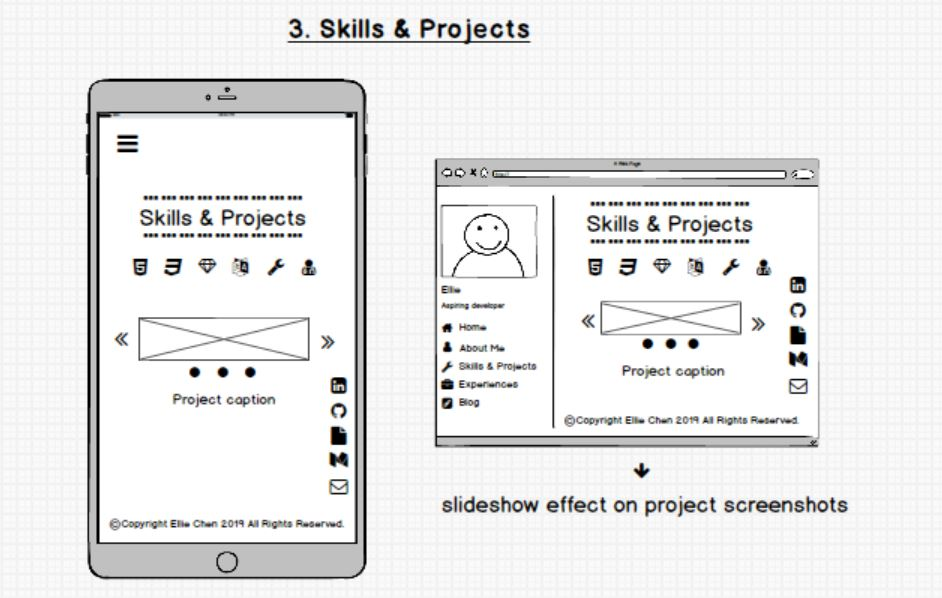 3. Skills & Projects
Skills & Projects
Project caption
©Copyright Ellie Chen 2019 All Rights Reserved.
A Web Page
Ellie
Aspiring developer
Home
About Me
Skills & Projects
Experiences
Blog
Skills & Projects
Project caption
©Copyright Ellie Chen 2019 All Rights Reserved.
slideshow effect on project screenshots